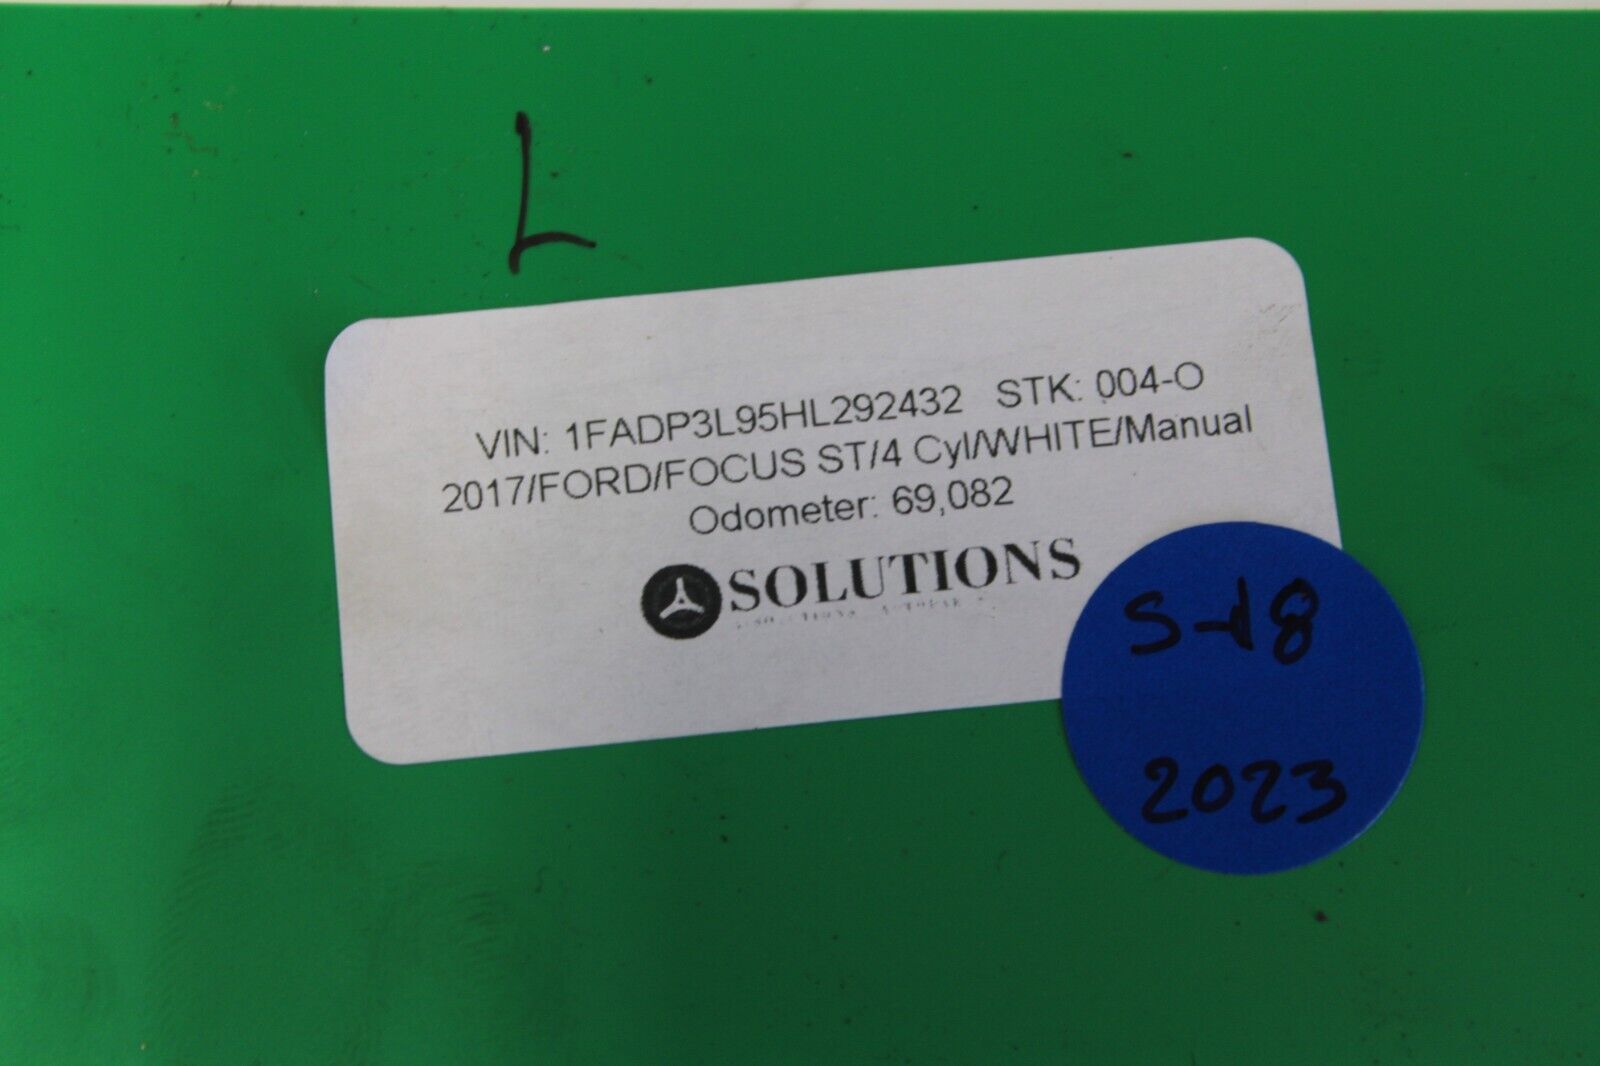 L
VIN: 1FADP3L95HL292432 STK: 004-O
2017/FORD/FOCUS ST/4 Cyl/WHITE/Manual
Odometer: 69,082
SOLUTIONS
S-18
2023